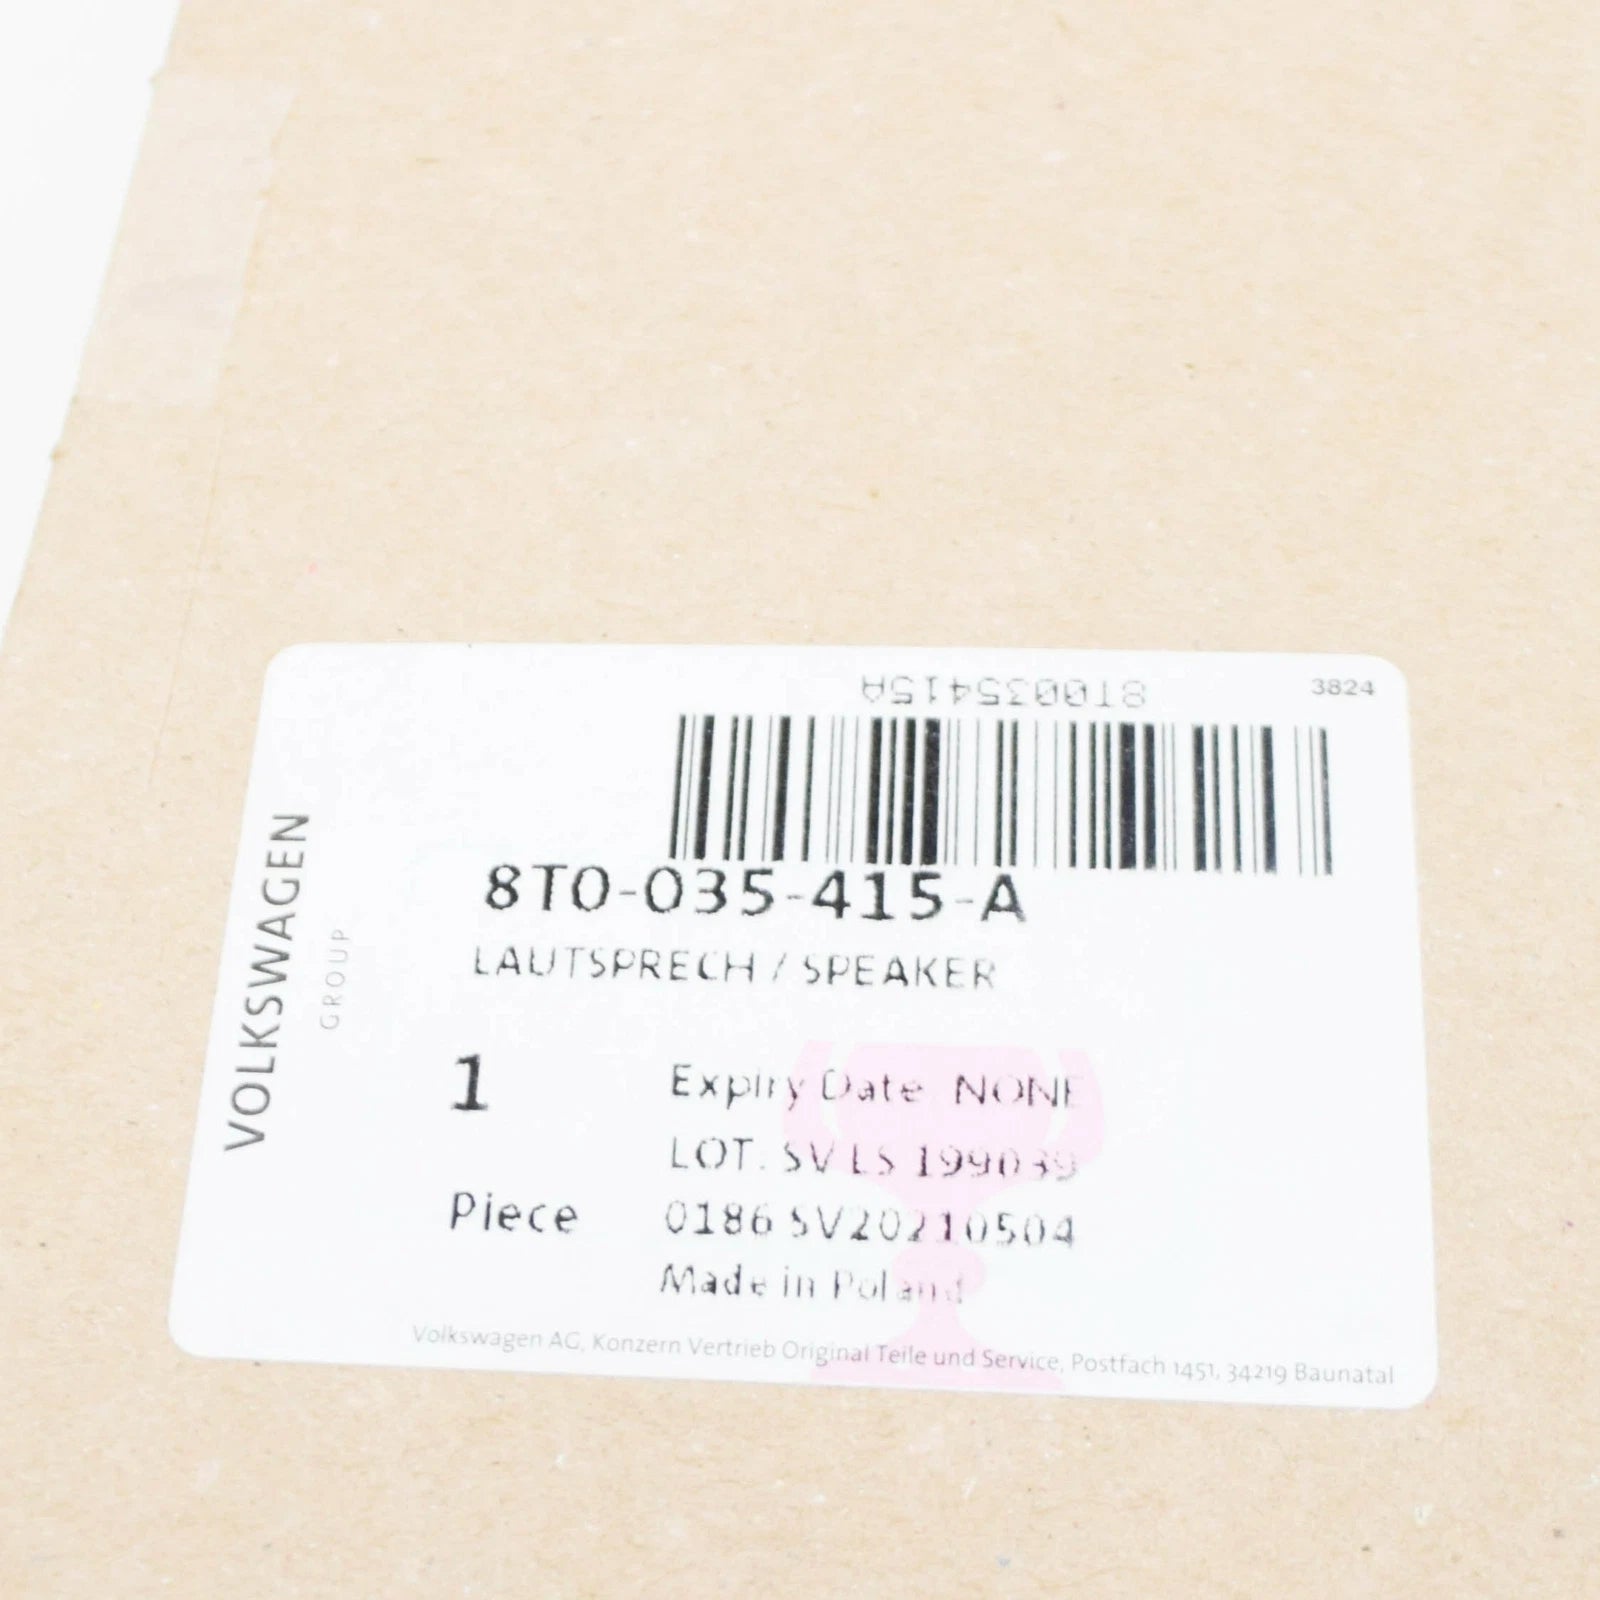 8T0035415A
3824
8T0-035-415-A
LAUTSPRECH / SPEAKER
VOLKSWAGEN
GROUP
1
Expiry Date NONE
LOT. SV LS 199039
Piece
0186 SV20210504
Made in Poland
Volkswagen AG, Konzern Vertrieb Original Teile und Service, Postfach 1451, 34219 Baunatal